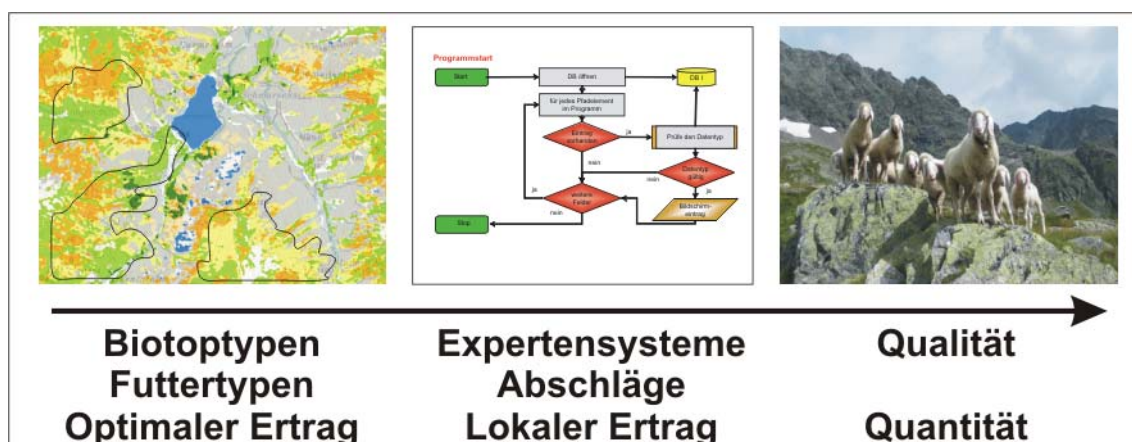 Programmstart
Start
DB öffnen
DB I
für jedes Pfadelement
im Programm
Eintrag
vorhanden
ja
Prüfe den Datentyp
nein
nein
Datentyp
gültig
ja
ja
weitere
Felder
Bildschirm-
eintrag
nein
Stop
Biotoptypen
Futtertypen
Optimaler Ertrag
Expertensysteme
Abschläge
Lokaler Ertrag
Qualität
Quantität